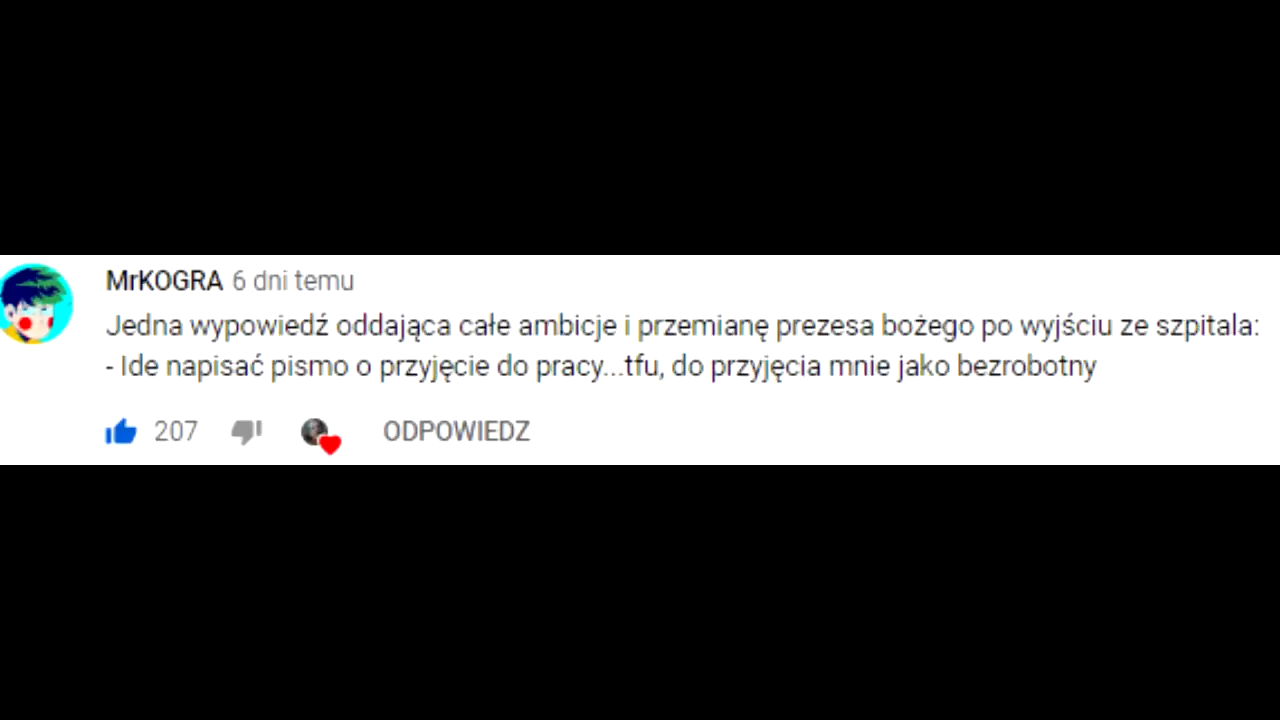 MrKOGRA 6 dni temu
Jedna wypowiedź oddająca całe ambicje i przemianę prezesa bożego po wyjściu ze szpitala:
- Ide napisać pismo o przyjęcie do pracy...tfu, do przyjęcia mnie jako bezrobotny
207 ODPOWIEDZ